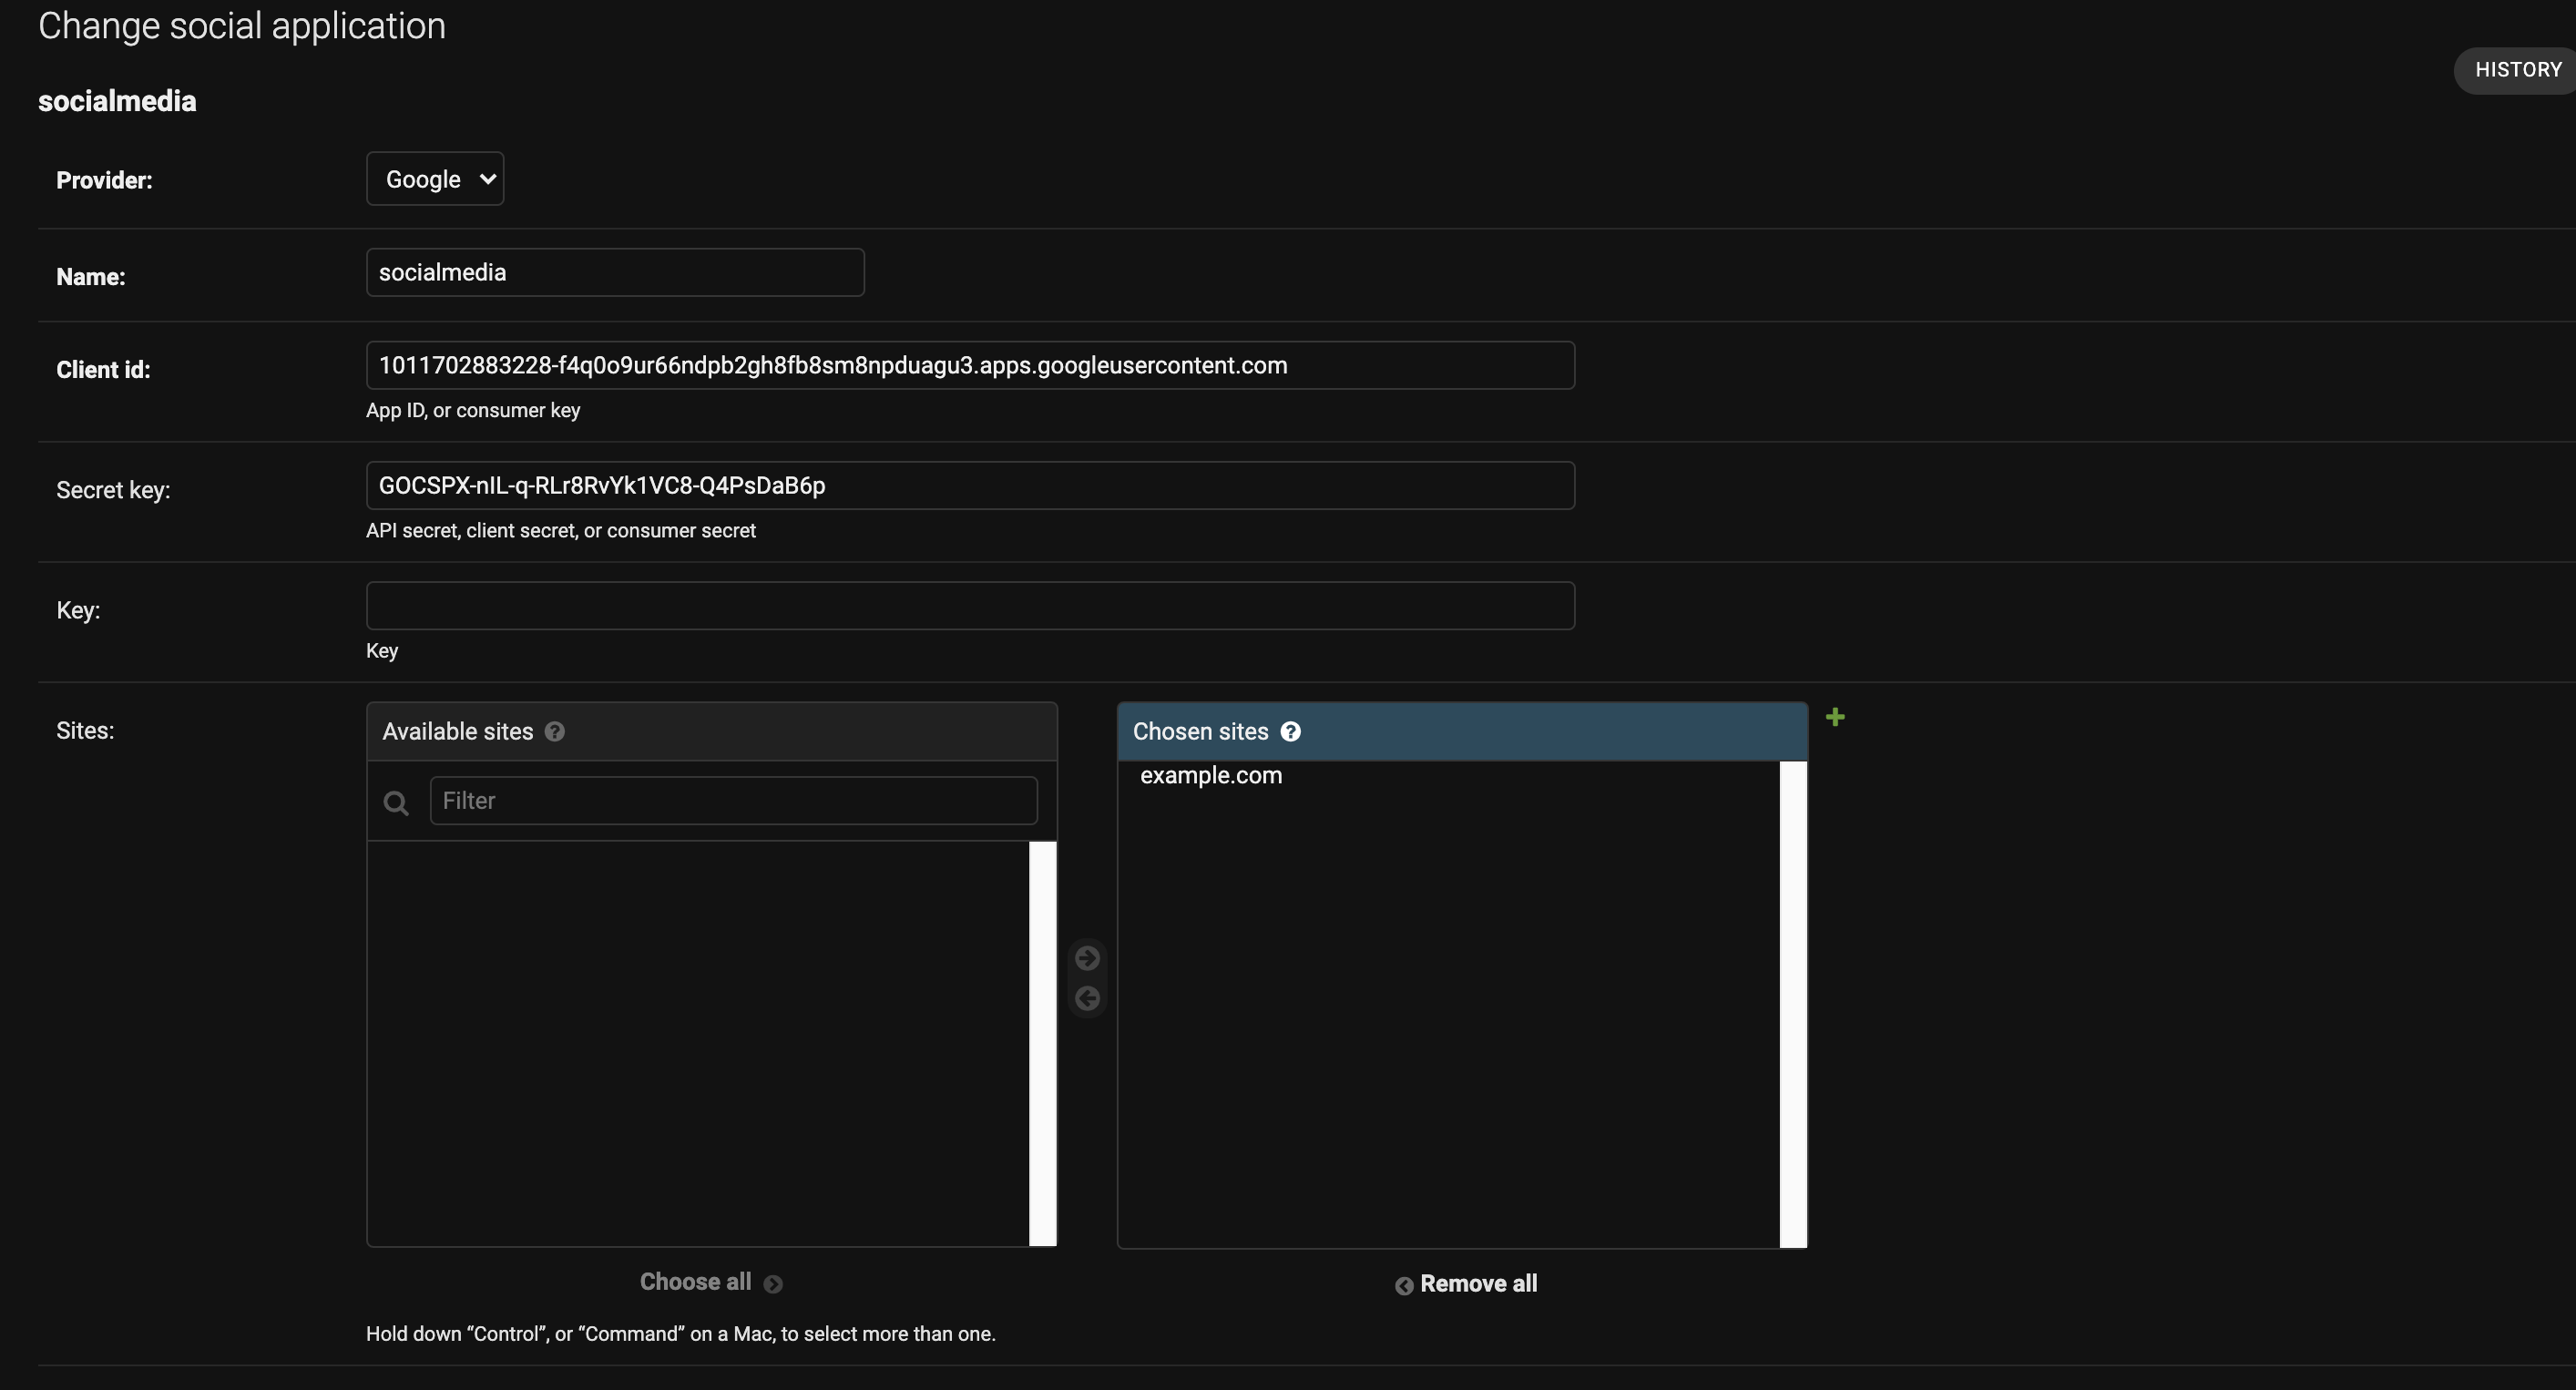 Change social application
HISTORY
socialmedia
Provider:
Google
Name:
socialmedia
Client id:
1011702883228-f4q0o9ur66ndpb2gh8fb8sm8npduagu3.apps.googleusercontent.com
App ID, or consumer key
Secret key:
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
API secret, client secret, or consumer secret
Key:
Key
Sites:
Available sites ?
Chosen sites ?
Filter
example.com
Choose all
Remove all
Hold down “Control”, or “Command” on a Mac, to select more than one.